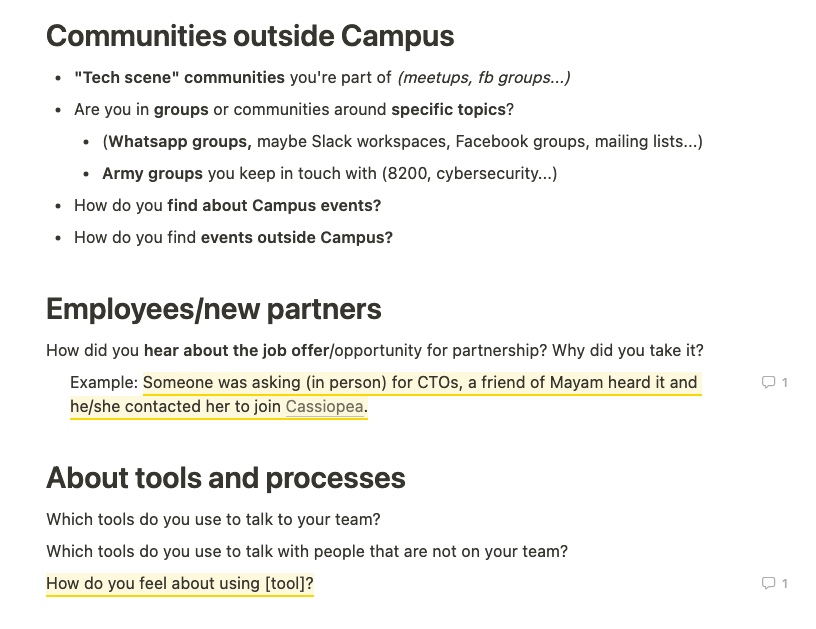 Communities outside Campus
• "Tech scene" communities you're part of (meetups, fb groups...)
• Are you in groups or communities around specific topics?
• (Whatsapp groups, maybe Slack workspaces, Facebook groups, mailing lists...)
• Army groups you keep in touch with (8200, cybersecurity...)
• How do you find about Campus events?
• How do you find events outside Campus?
Employees/new partners
How did you hear about the job offer/opportunity for partnership? Why did you take it?
Example: Someone was asking (in person) for CTOs, a friend of Mayam heard it and
1
he/she contacted her to join Cassiopea.
About tools and processes
Which tools do you use to talk to your team?
Which tools do you use to talk with people that are not on your team?
How do you feel about using [tool]?
1